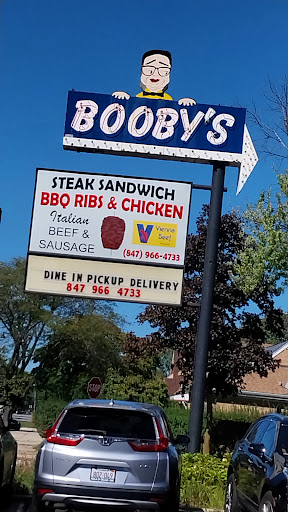 BOOBY'S
STEAK SANDWICH
BBQ RIBS & CHICKEN
Italian
BEEF &
SAUSAGE
V
Vienna
Beef
(847) 966-4733
DINE IN PICKUP DELIVERY
847 966 4733